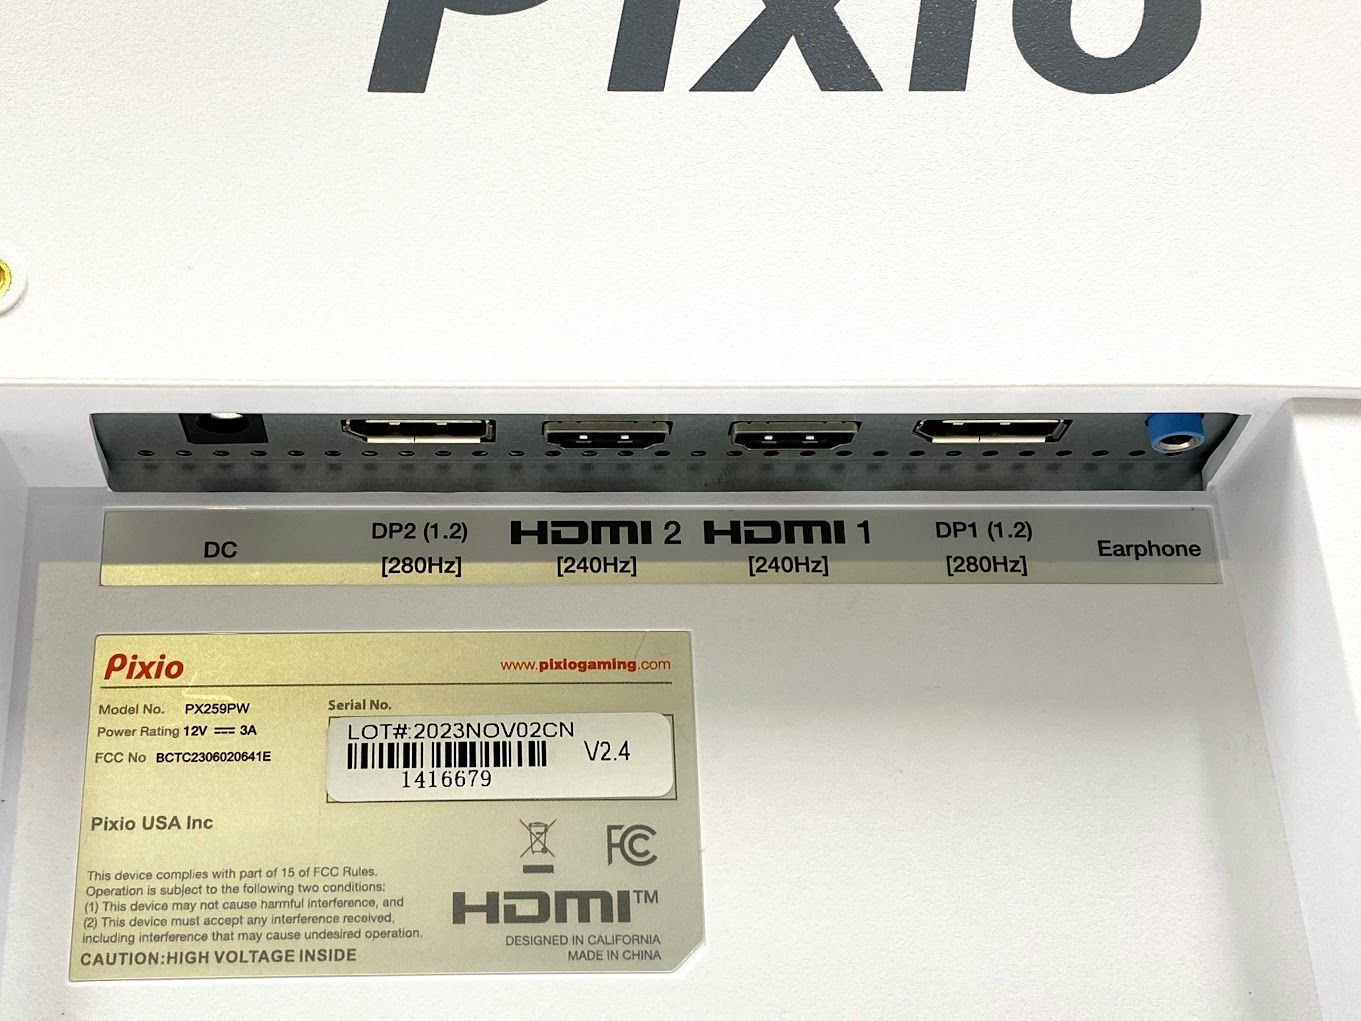 Pixio
DC
DP2 (1.2)
[280Hz]
HDMI 2
[240Hz]
HDMI 1
[240Hz]
DP1 (1.2)
[280Hz]
Earphone
Pixio
www.pixiogaming.com
Model No. PX259PW
Power Rating 12V ⎓ 3A
FCC No BCTC2306020641E
Serial No.
LOT#:2023NOV02CN
V2.4
1416679
Pixio USA Inc
FC
This device complies with part of 15 of FCC Rules.
Operation is subject to the following two conditions:
(1) This device may not cause harmful interference, and
(2) This device must accept any interference received,
including interference that may cause undesired operation.
CAUTION:HIGH VOLTAGE INSIDE
HDMI™
DESIGNED IN CALIFORNIA
MADE IN CHINA